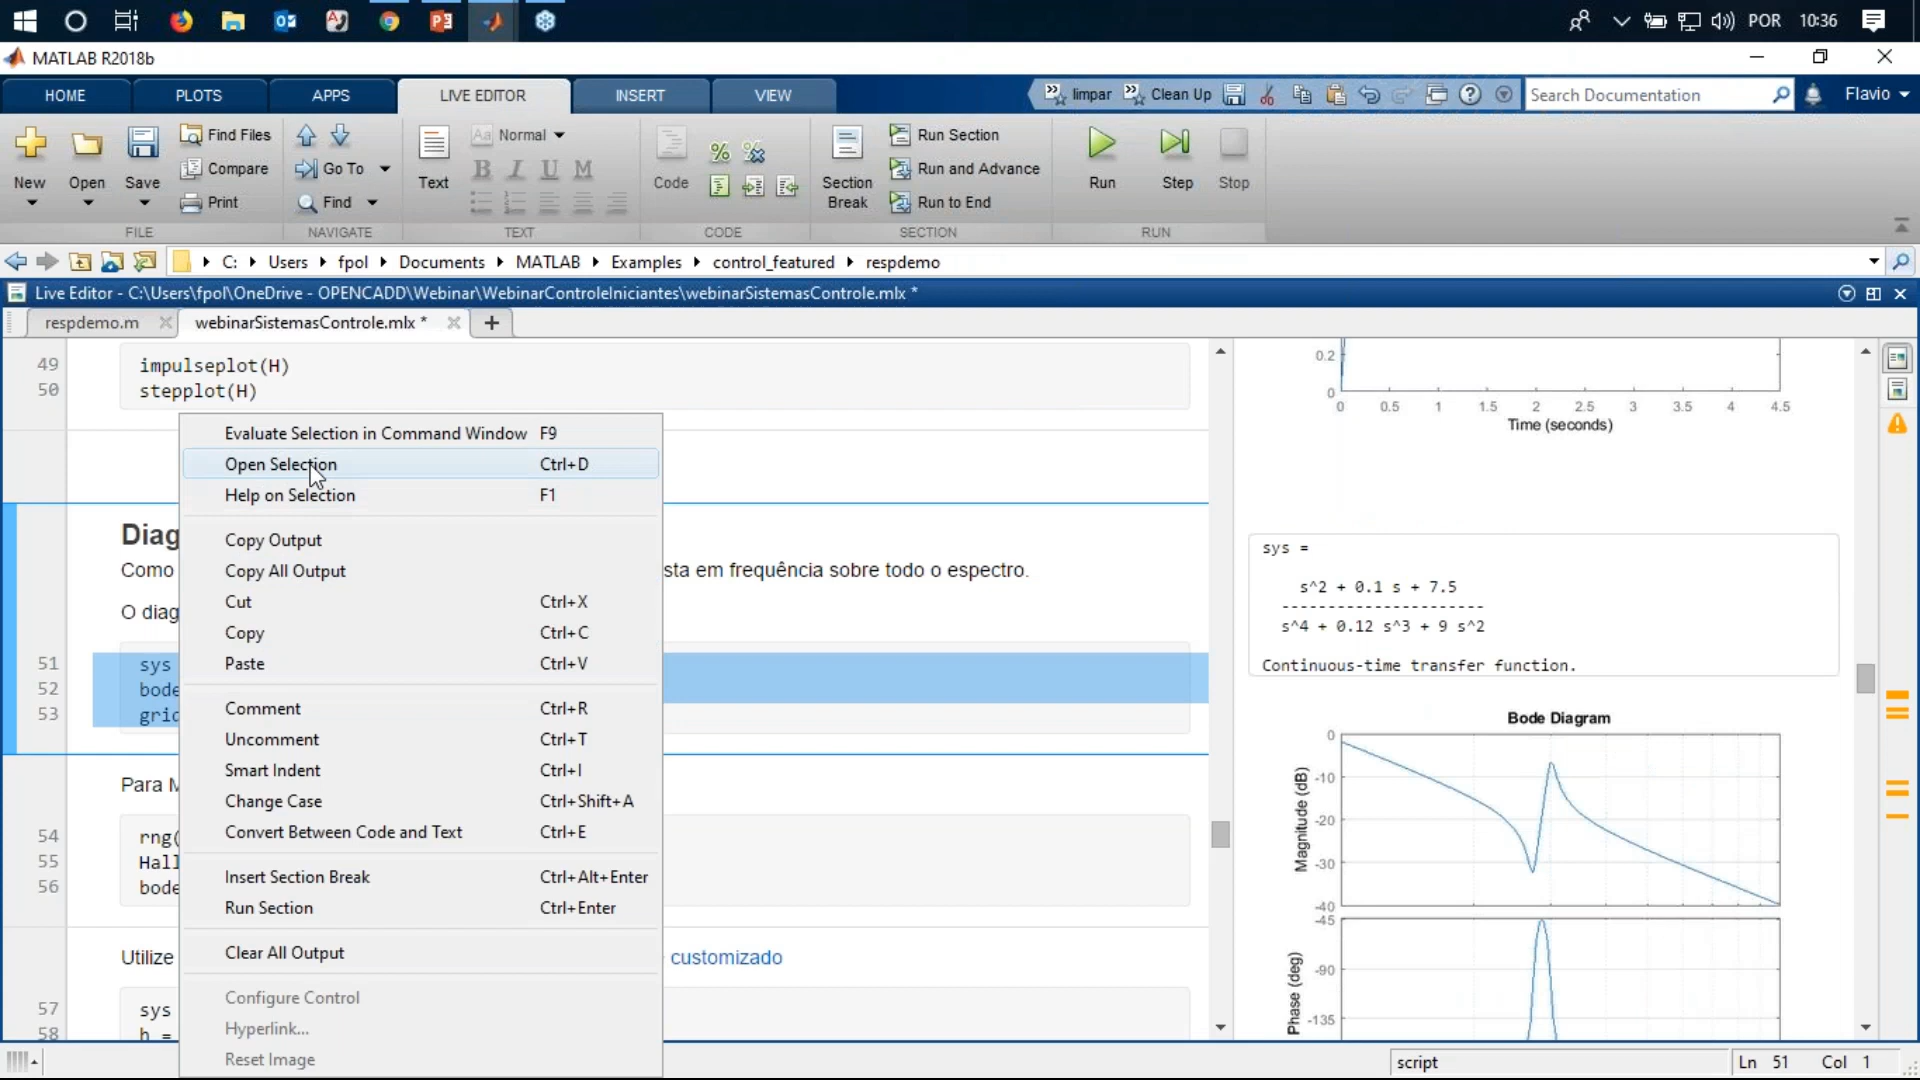 POR 10:36
MATLAB R2018b
HOME PLOTS APPS LIVE EDITOR INSERT VIEW limpar Clean Up Search Documentation Flavio
New Open Save Find Files Compare Print
Go To Find
Text Normal B I U M
Code
Section Break Run Section Run and Advance Run to End
Run Step Stop
FILE NAVIGATE TEXT CODE SECTION RUN
C: Users fpol Documents MATLAB Examples control_featured respdemo
Live Editor - C:\Users\fpol\OneDrive - OPENCADD\Webinar\WebinarControleIniciantes\webinarSistemasControle.mlx *
respdemo.m webinarSistemasControle.mlx *
49 impulseplot(H)
50 stepplot(H)
Evaluate Selection in Command Window F9
Open Selection Ctrl+D
Help on Selection F1
Copy Output
Copy All Output
Cut Ctrl+X
Copy Ctrl+C
Paste Ctrl+V
Comment Ctrl+R
Uncomment Ctrl+T
Smart Indent Ctrl+I
Change Case Ctrl+Shift+A
Convert Between Code and Text Ctrl+E
Insert Section Break Ctrl+Alt+Enter
Run Section Ctrl+Enter
Clear All Output
Configure Control
Hyperlink...
Reset Image
Diag
Como sta em frequência sobre todo o espectro.
O diag
51 sys
52 bode
53 grid
Para M
54 rng(
55 Hall
56 bode
Utilize customizado
57 sys
58 h =
0.2
0
0 0.5 1 1.5 2 2.5 3 3.5 4 4.5
Time (seconds)
sys =
s^2 + 0.1 s + 7.5
----------------------
s^4 + 0.12 s^3 + 9 s^2
Continuous-time transfer function.
Bode Diagram
Magnitude (dB)
0
-10
-20
-30
-40
Phase (deg)
-45
-90
-135
script Ln 51 Col 1